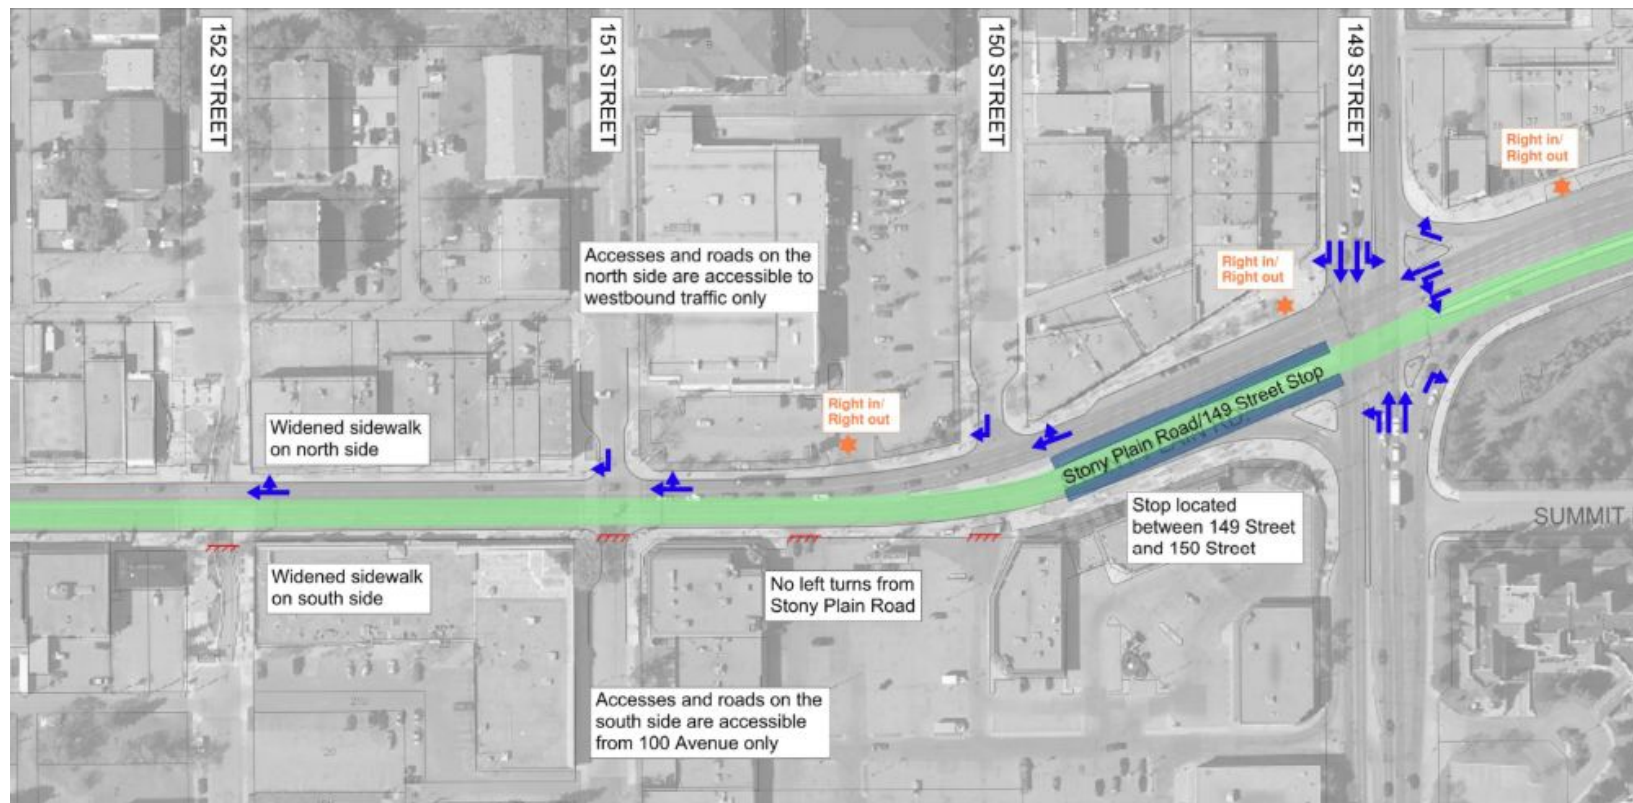 152 STREET
151 STREET
150 STREET
149 STREET
Right in/
Right out
Accesses and roads on the
north side are accessible to
westbound traffic only
Right in/
Right out
Stony Plain Road/149 Street Stop
Right in/
Right out
Widened sidewalk
on north side
Stop located
between 149 Street
and 150 Street
SUMMIT
Widened sidewalk
on south side
No left turns from
Stony Plain Road
Accesses and roads on the
south side are accessible
from 100 Avenue only